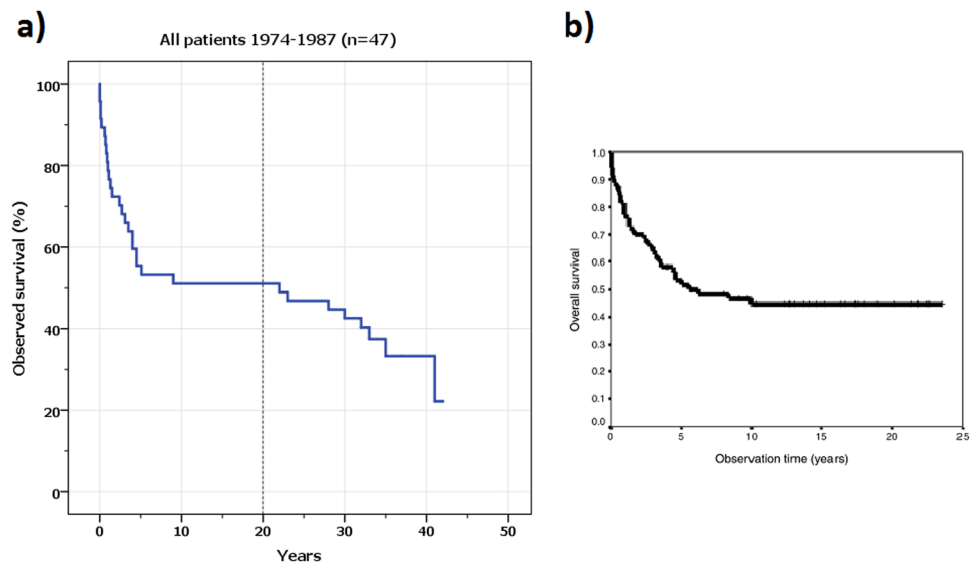 a)
All patients 1974-1987 (n=47)
Observed survival (%)
100
80
60
40
20
0
0 10 20 30 40 50
Years
b)
Overall survival
1.0
0.9
0.8
0.7
0.6
0.5
0.4
0.3
0.2
0.1
0.0
0 5 10 15 20 25
Observation time (years)